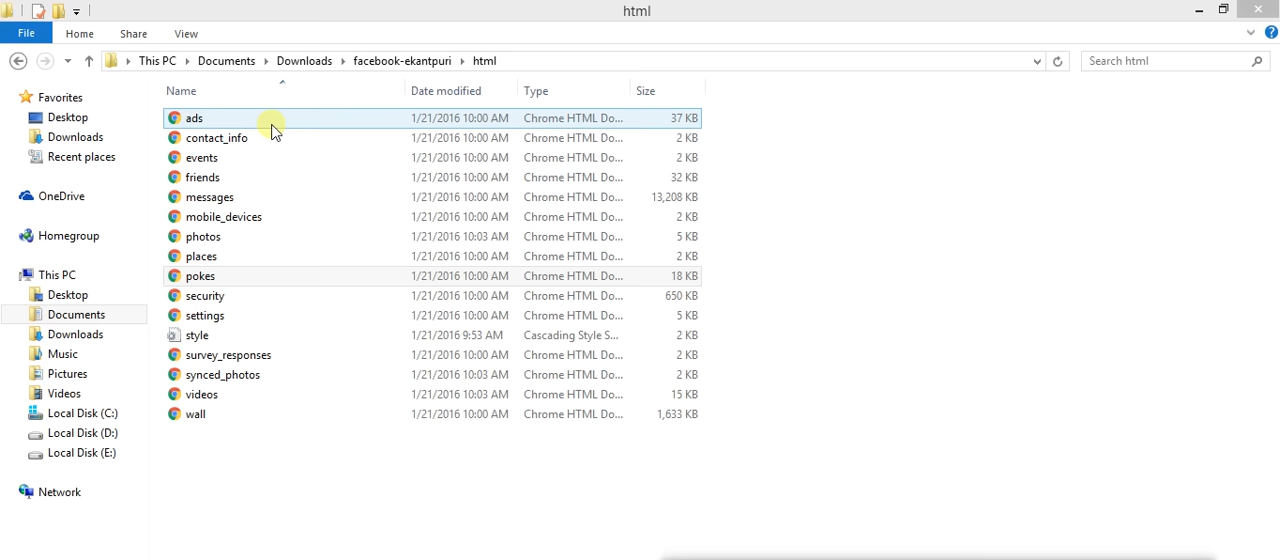 html
File Home Share View
This PC Documents Downloads facebook-ekantpuri html Search html
Favorites
Desktop
Downloads
Recent places
OneDrive
Homegroup
This PC
Desktop
Documents
Downloads
Music
Pictures
Videos
Local Disk (C:)
Local Disk (D:)
Local Disk (E:)
Network
Name Date modified Type Size
ads 1/21/2016 10:00 AM Chrome HTML Do... 37 KB
contact_info 1/21/2016 10:00 AM Chrome HTML Do... 2 KB
events 1/21/2016 10:00 AM Chrome HTML Do... 2 KB
friends 1/21/2016 10:00 AM Chrome HTML Do... 32 KB
messages 1/21/2016 10:00 AM Chrome HTML Do... 13,208 KB
mobile_devices 1/21/2016 10:00 AM Chrome HTML Do... 2 KB
photos 1/21/2016 10:03 AM Chrome HTML Do... 5 KB
places 1/21/2016 10:00 AM Chrome HTML Do... 2 KB
pokes 1/21/2016 10:00 AM Chrome HTML Do... 18 KB
security 1/21/2016 10:00 AM Chrome HTML Do... 650 KB
settings 1/21/2016 10:00 AM Chrome HTML Do... 5 KB
style 1/21/2016 9:53 AM Cascading Style S... 2 KB
survey_responses 1/21/2016 10:00 AM Chrome HTML Do... 2 KB
synced_photos 1/21/2016 10:03 AM Chrome HTML Do... 2 KB
videos 1/21/2016 10:03 AM Chrome HTML Do... 15 KB
wall 1/21/2016 10:00 AM Chrome HTML Do... 1,633 KB